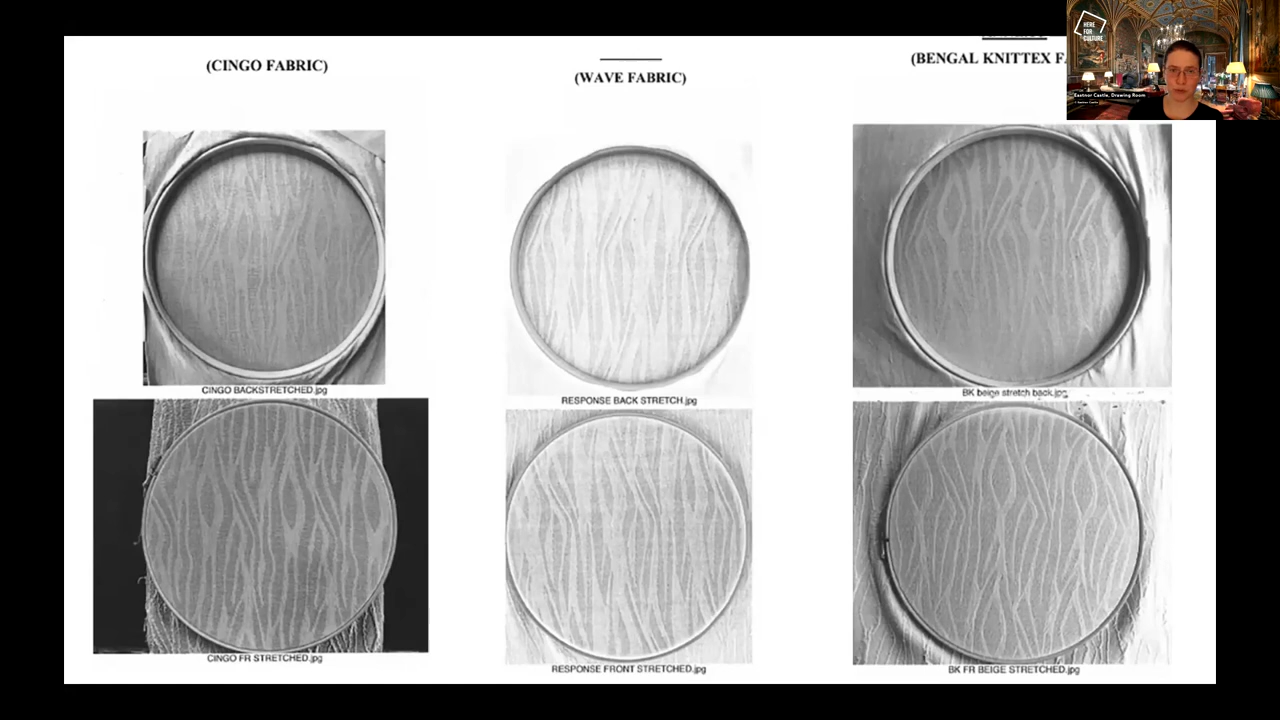 (CINGO FABRIC)
(WAVE FABRIC)
(BENGAL KNITTEX
HERE
FOR
CULTURE
Eastnor Castle, Drawing Room
© Eastnor Castle
CINGO BACKSTRETCHED.jpg
RESPONSE BACK STRETCH.jpg
BK beige stretch back.jpg
CINGO FR STRETCHED.jpg
RESPONSE FRONT STRETCHED.jpg
BK FR BEIGE STRETCHED.jpg